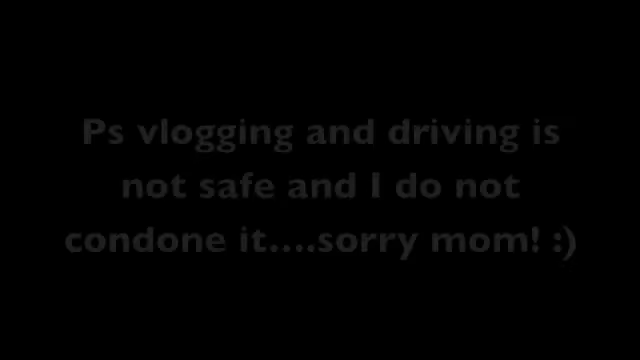 Ps vlogging and driving is
not safe and I do not
condone it....sorry mom! :)